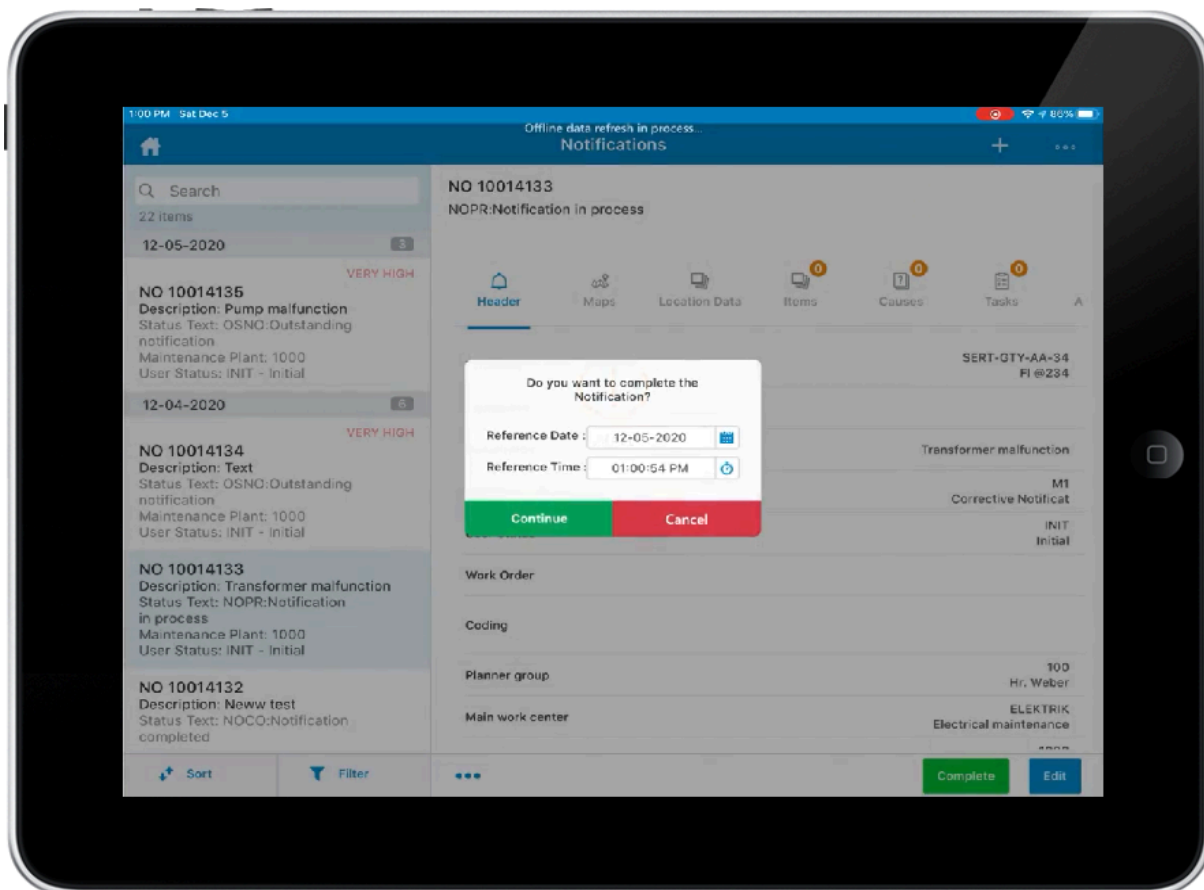 1:00 PM Sat Dec 5
86%
Offline data refresh in process...
Notifications
Search
22 items
12-05-2020
3
VERY HIGH
NO 10014135
Description: Pump malfunction
Status Text: OSNO:Outstanding
notification
Maintenance Plant: 1000
User Status: INIT - Initial
12-04-2020
6
VERY HIGH
NO 10014134
Description: Text
Status Text: OSNO:Outstanding
notification
Maintenance Plant: 1000
User Status: INIT - Initial
NO 10014133
Description: Transformer malfunction
Status Text: NOPR:Notification
in process
Maintenance Plant: 1000
User Status: INIT - Initial
NO 10014132
Description: Neww test
Status Text: NOCO:Notification
completed
Sort
Filter
NO 10014133
NOPR:Notification in process
Header
Maps
Location Data
0
Items
0
Causes
0
Tasks
A
SERT-GTY-AA-34
FI @234
Transformer malfunction
M1
Corrective Notificat
INIT
Initial
Work Order
Coding
Planner group
100
Hr. Weber
Main work center
ELEKTRIK
Electrical maintenance
Do you want to complete the
Notification?
Reference Date : 12-05-2020
Reference Time : 01:00:54 PM
Continue
Cancel
Complete
Edit